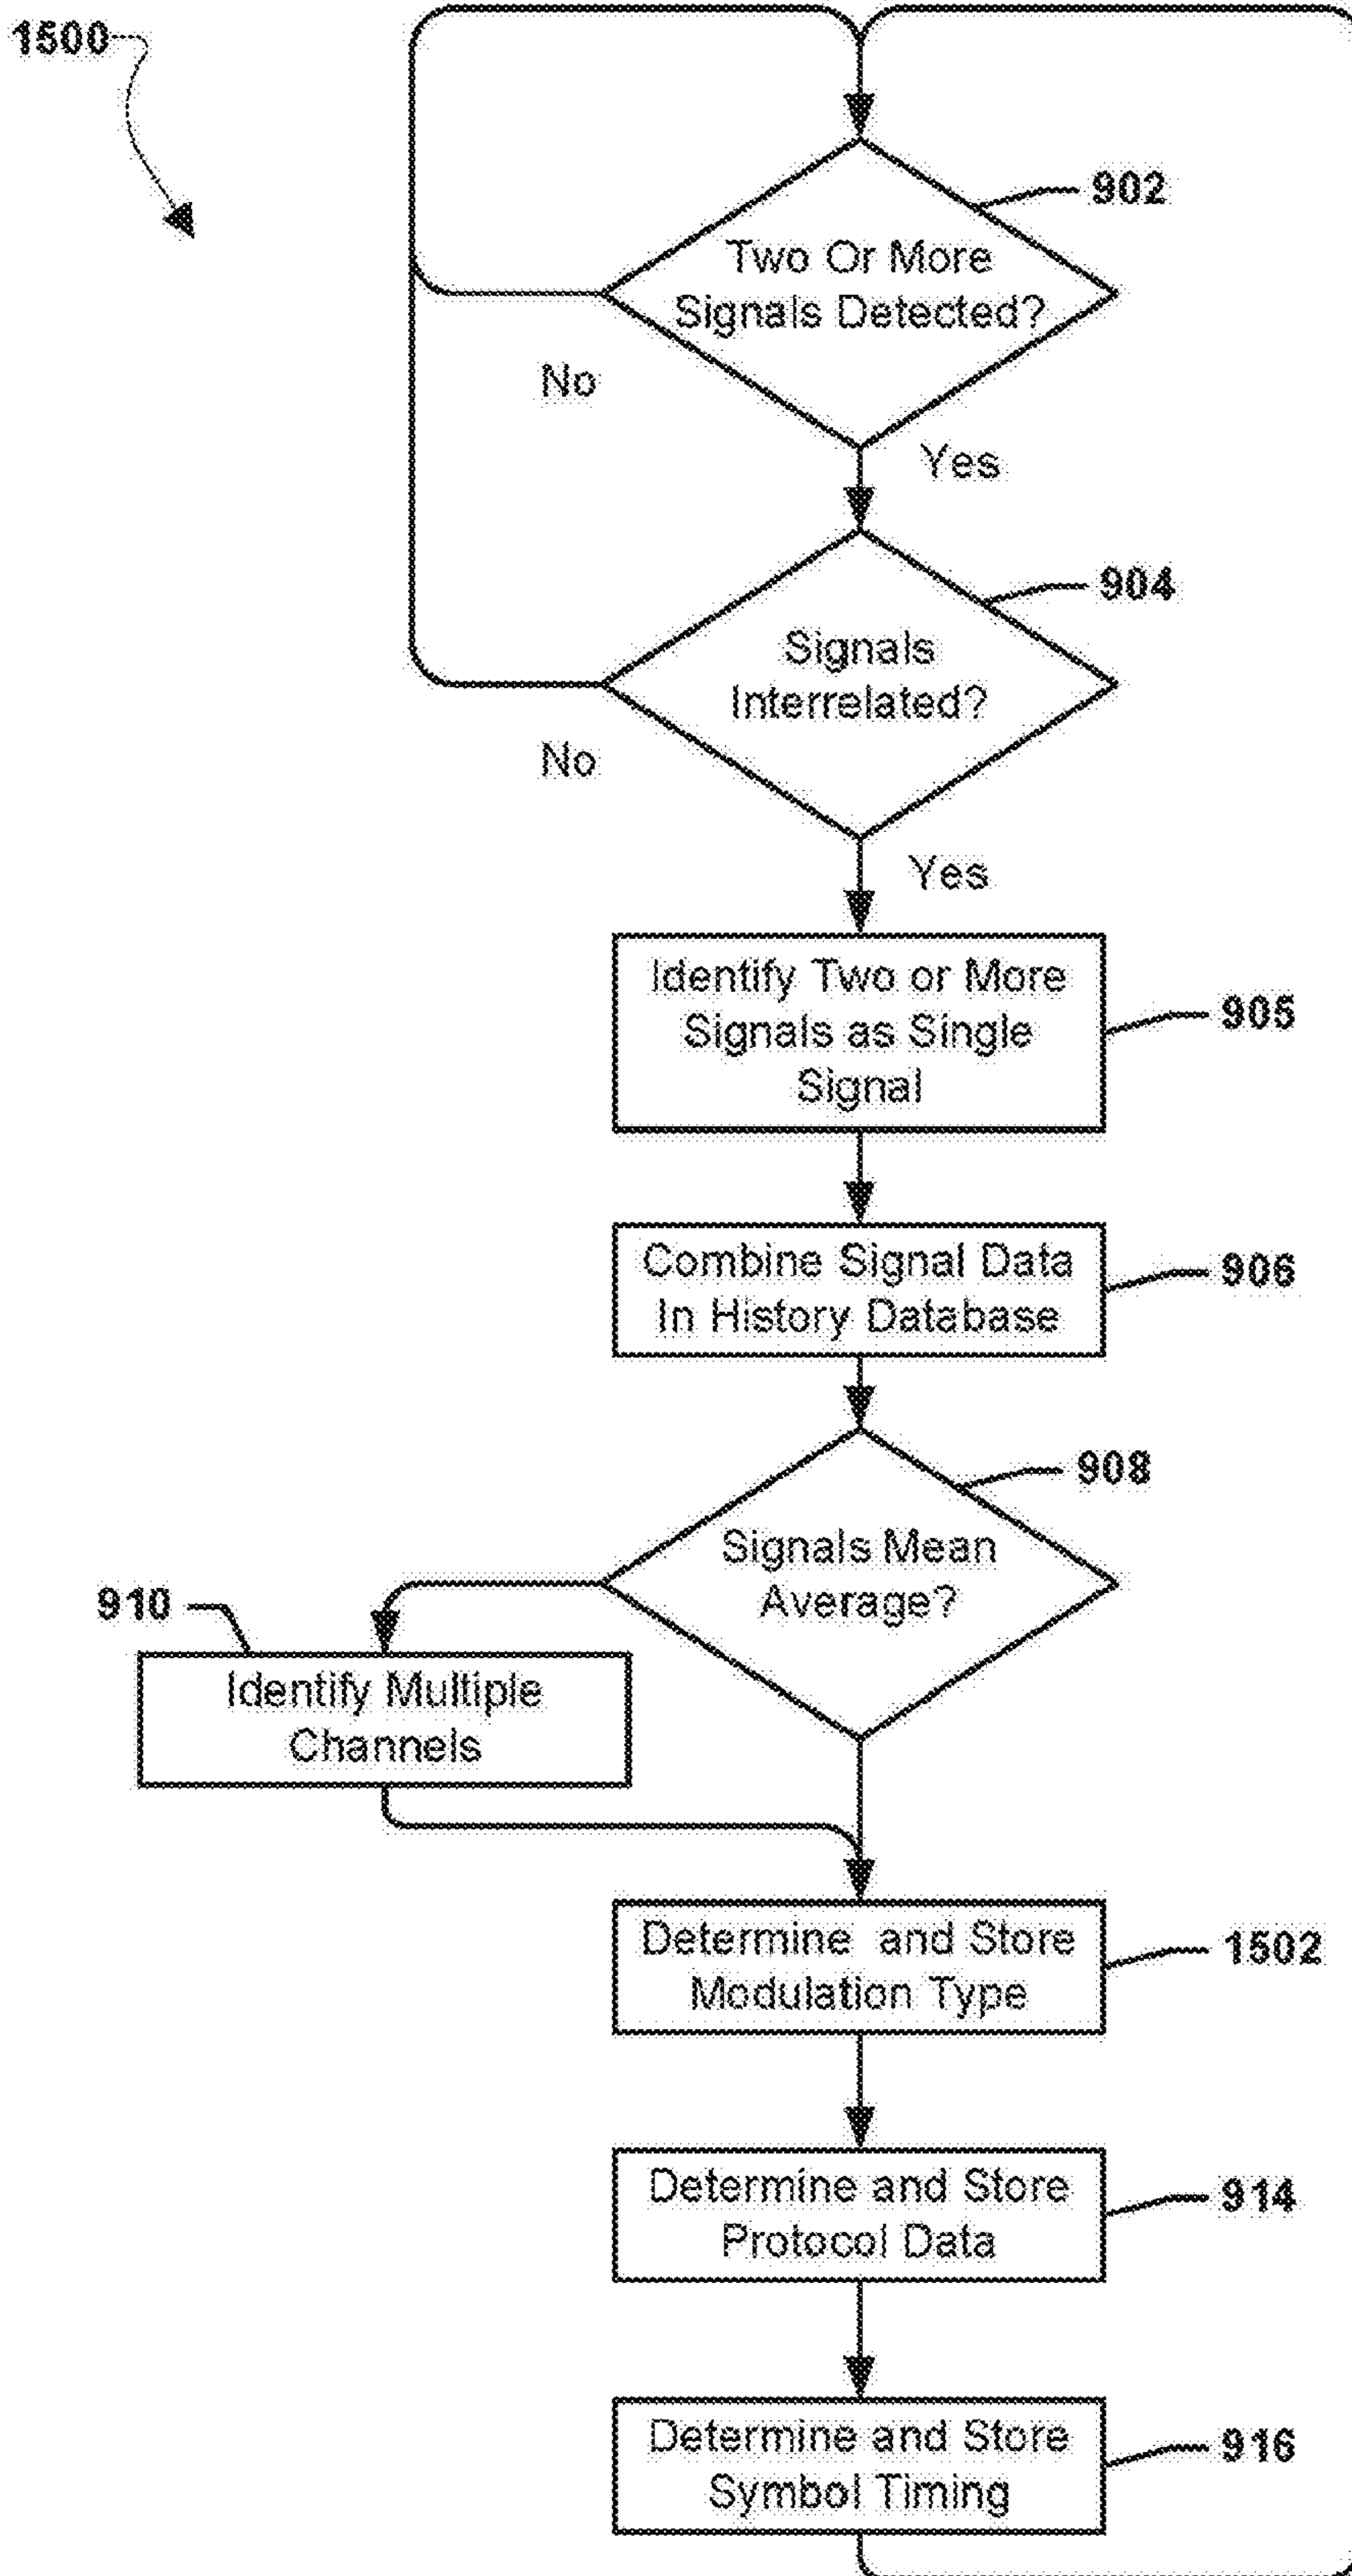 1500
902
Two Or More
Signals Detected?
No
Yes
904
Signals
Interrelated?
No
Yes
Identify Two or More
Signals as Single
Signal
905
Combine Signal Data
In History Database
906
908
Signals Mean
Average?
910
Identify Multiple
Channels
Determine and Store
Modulation Type
1502
Determine and Store
Protocol Data
914
Determine and Store
Symbol Timing
916